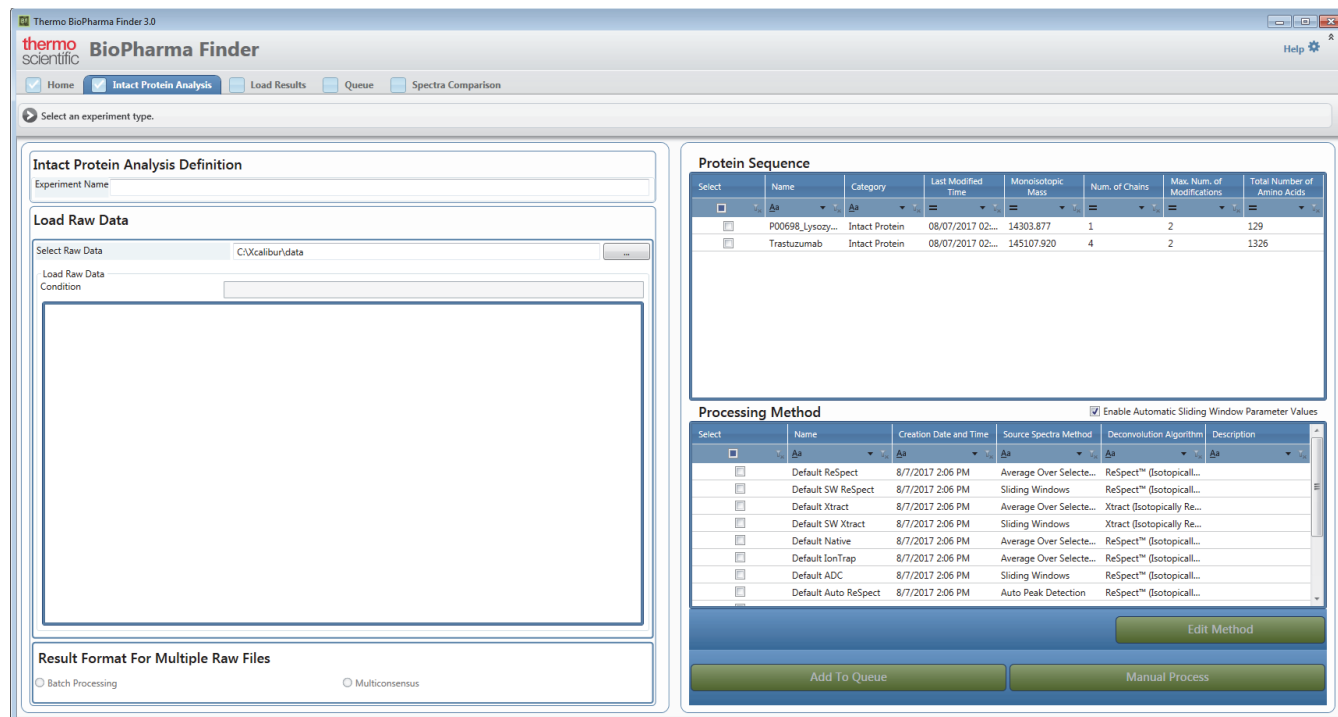 Thermo BioPharma Finder 3.0
thermo
scientific
BioPharma Finder
Help
Home Intact Protein Analysis Load Results Queue Spectra Comparison
Select an experiment type.
Intact Protein Analysis Definition
Experiment Name
Load Raw Data
Select Raw Data C:\Xcalibur\data ...
Load Raw Data
Condition
Result Format For Multiple Raw Files
Batch Processing Multiconsensus
Protein Sequence
Select Name Category Last Modified Time Monoisotopic Mass Num. of Chains Max. Num. of Modifications Total Number of Amino Acids
Aa Aa = = = = =
P00698_Lysozy... Intact Protein 08/07/2017 02:... 14303.877 1 2 129
Trastuzumab Intact Protein 08/07/2017 02:... 145107.920 4 2 1326
Processing Method Enable Automatic Sliding Window Parameter Values
Select Name Creation Date and Time Source Spectra Method Deconvolution Algorithm Description
Aa Aa Aa Aa Aa
Default ReSpect 8/7/2017 2:06 PM Average Over Selecte... ReSpect™ (Isotopicall...
Default SW ReSpect 8/7/2017 2:06 PM Sliding Windows ReSpect™ (Isotopicall...
Default Xtract 8/7/2017 2:06 PM Average Over Selecte... Xtract (Isotopically Re...
Default SW Xtract 8/7/2017 2:06 PM Sliding Windows Xtract (Isotopically Re...
Default Native 8/7/2017 2:06 PM Average Over Selecte... ReSpect™ (Isotopicall...
Default IonTrap 8/7/2017 2:06 PM Average Over Selecte... ReSpect™ (Isotopicall...
Default ADC 8/7/2017 2:06 PM Sliding Windows ReSpect™ (Isotopicall...
Default Auto ReSpect 8/7/2017 2:06 PM Auto Peak Detection ReSpect™ (Isotopicall...
Edit Method
Add To Queue Manual Process